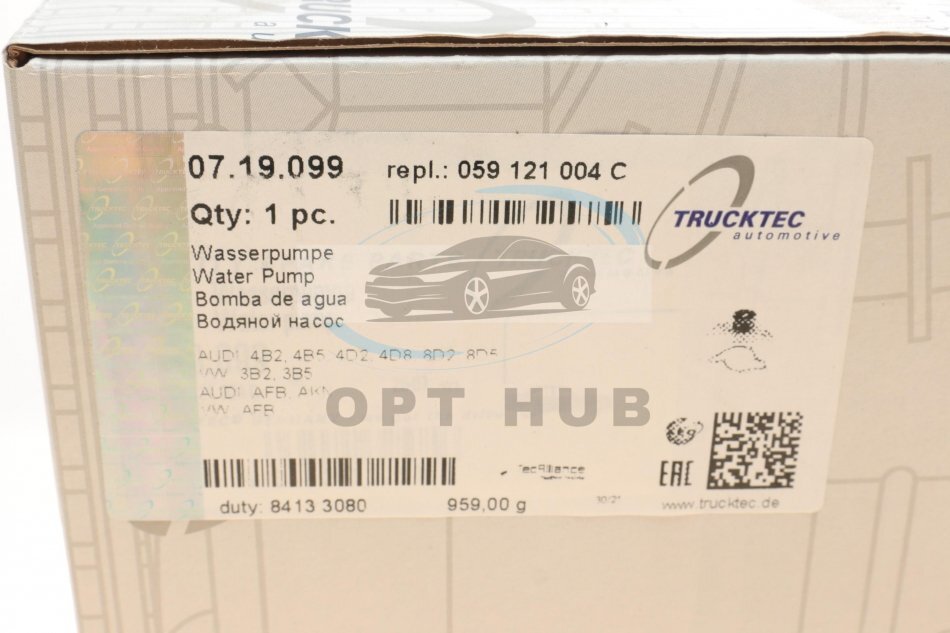 07.19.099 repl.: 059 121 004 C
Qty: 1 pc.
TRUCKTEC
automotive
Wasserpumpe
Water Pump
Bomba de agua
Водяной насос
AUDI, 4B2, 4B5, 4D2, 4D8, 8D2, 8D5
VW, 3B2, 3B5
AUDI, AFB, AKN
VW, AFB
OPT HUB
TecAlliance
EAC
duty: 8413 3080 959,00 g 30/21 www.trucktec.de